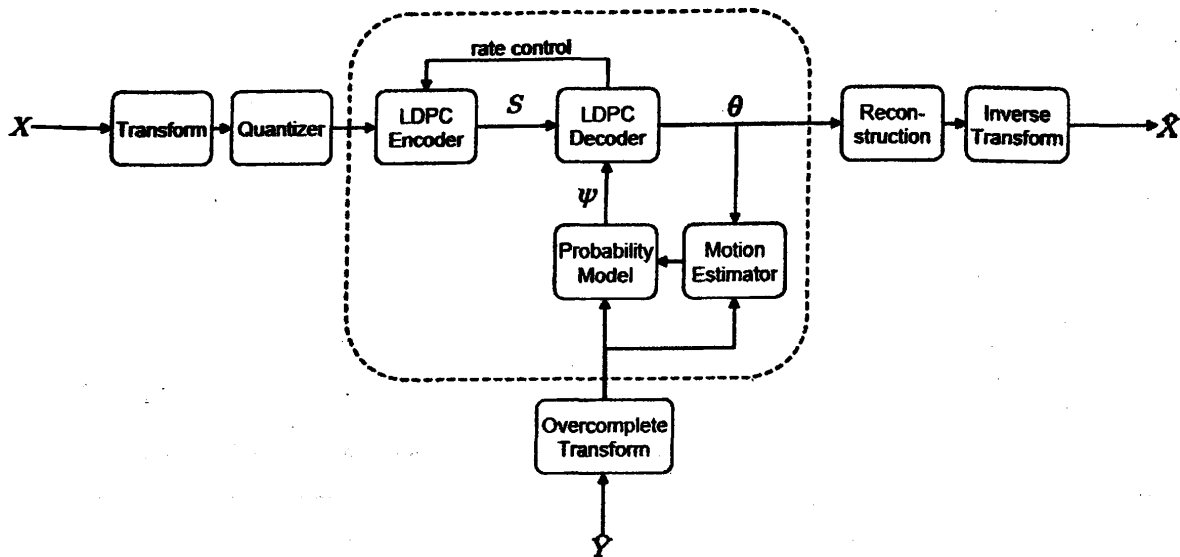 rate control
X
Transform
Quantizer
LDPC
Encoder
S
LDPC
Decoder
θ
Recon-
struction
Inverse
Transform
X̂
ψ
Probability
Model
Motion
Estimator
Overcomplete
Transform
Ŷ